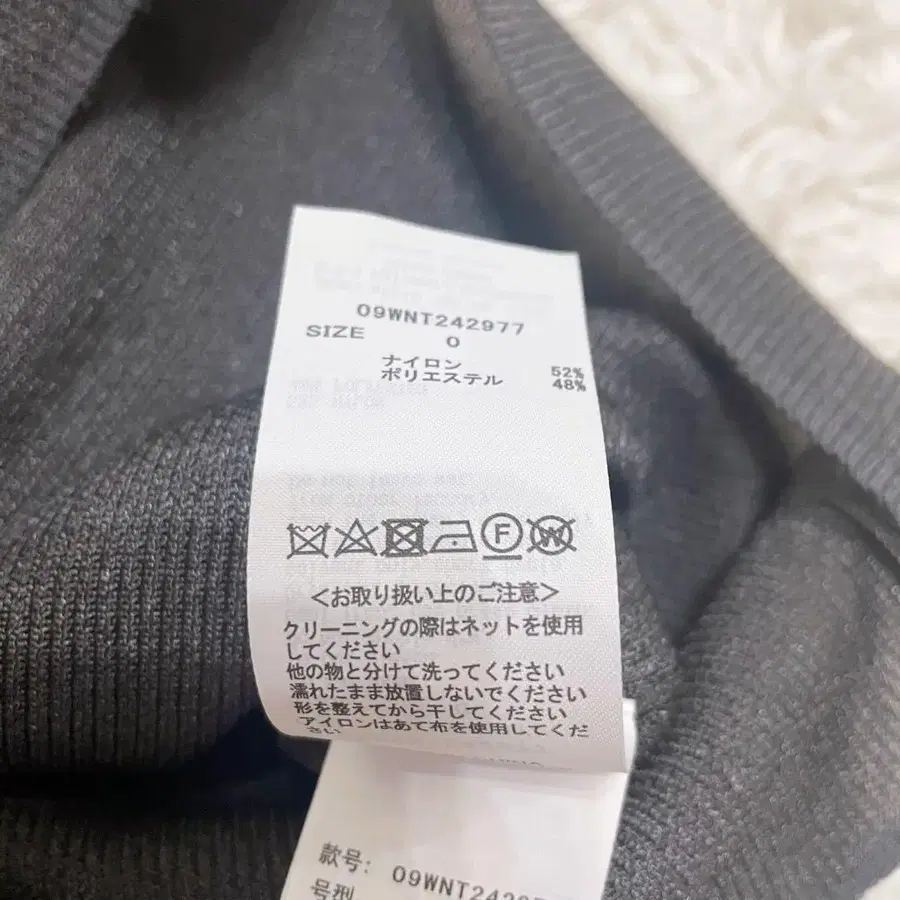 09WNT242977
SIZE 0
ナイロン 52%
ポリエステル 48%
F W
<お取り扱い上のご注意>
クリーニングの際はネットを使用
してください
他の物と分けて洗ってください
濡れたまま放置しないでください
形を整えてから干してください
アイロンはあて布を使用してくだ
さい
款号: 09WNT2429
号型